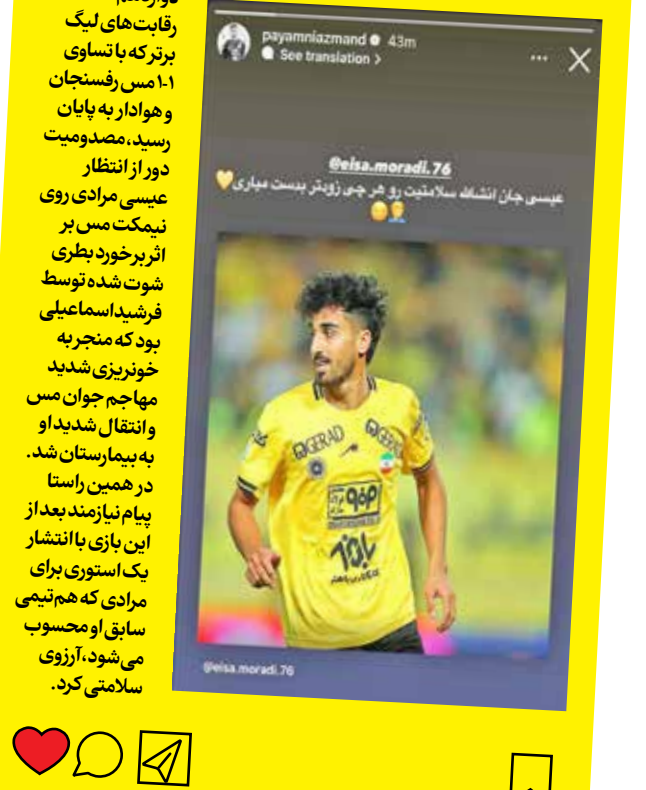 رقابت‌های لیگ
برتر که با تساوی
۱-۱ مس رفسنجان
و هوادار به پایان
رسید، مصدومیت
دور از انتظار
عیسی مرادی روی
نیمکت مس بر
اثر برخورد بطری
شوت شده توسط
فرشید اسماعیلی
بود که منجر به
خونریزی شدید
مهاجم جوان مس
و انتقال شدید او
به بیمارستان شد.
در همین راستا
پیام نیازمند بعد از
این بازی با انتشار
یک استوری برای
مرادی که هم‌تیمی
سابق او محسوب
می‌شود، آرزوی
سلامتی کرد.
payamniazmand 43m
See translation >
@eisa.moradi.76
عیسی جان انشالله سلامتیت رو هر چی زودتر بدست میاری💛
GERAD
GERAD
@eisa.moradi.76